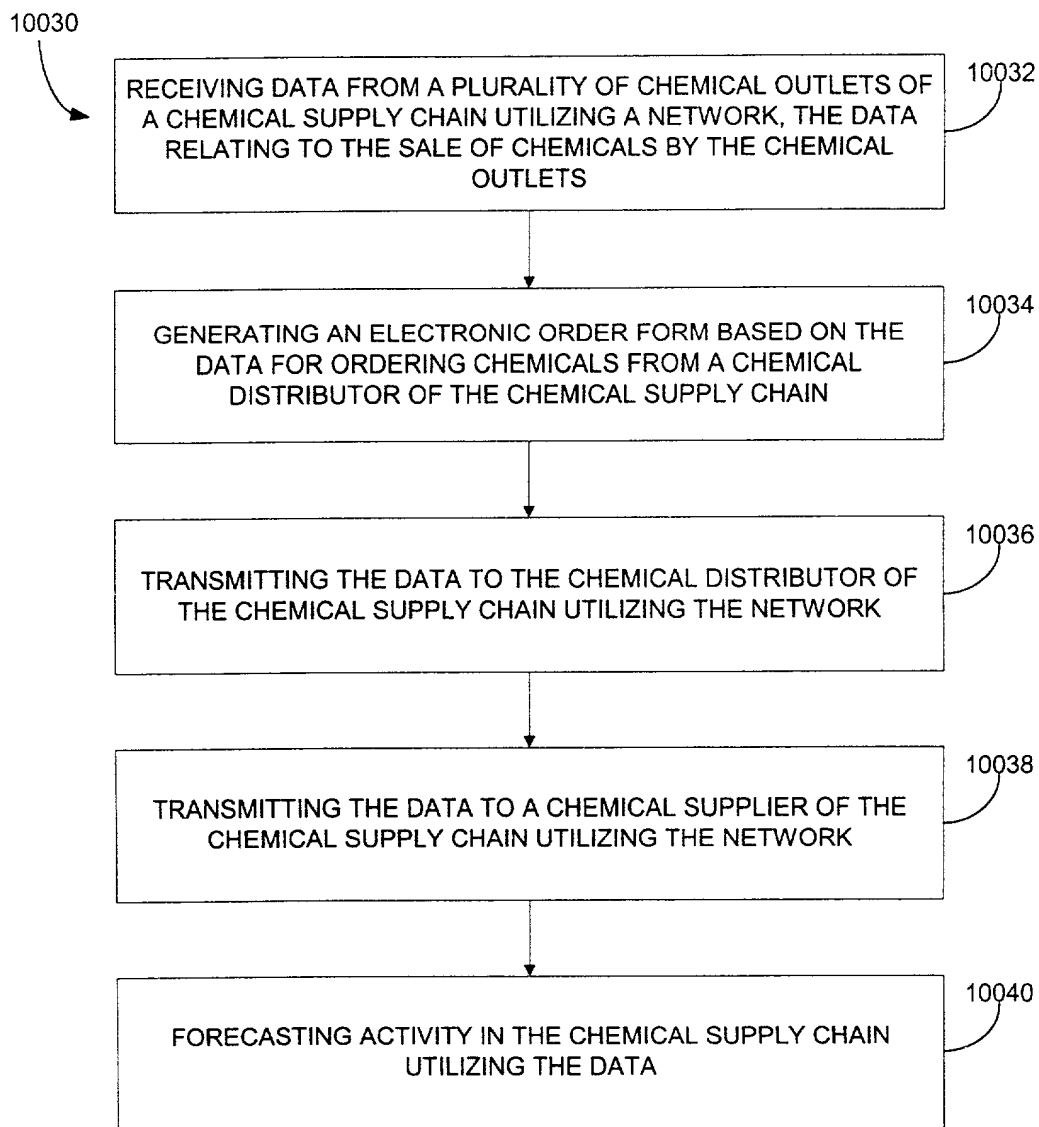 10030
RECEIVING DATA FROM A PLURALITY OF CHEMICAL OUTLETS OF
A CHEMICAL SUPPLY CHAIN UTILIZING A NETWORK, THE DATA
RELATING TO THE SALE OF CHEMICALS BY THE CHEMICAL
OUTLETS
10032
GENERATING AN ELECTRONIC ORDER FORM BASED ON THE
DATA FOR ORDERING CHEMICALS FROM A CHEMICAL
DISTRIBUTOR OF THE CHEMICAL SUPPLY CHAIN
10034
TRANSMITTING THE DATA TO THE CHEMICAL DISTRIBUTOR OF
THE CHEMICAL SUPPLY CHAIN UTILIZING THE NETWORK
10036
TRANSMITTING THE DATA TO A CHEMICAL SUPPLIER OF THE
CHEMICAL SUPPLY CHAIN UTILIZING THE NETWORK
10038
FORECASTING ACTIVITY IN THE CHEMICAL SUPPLY CHAIN
UTILIZING THE DATA
10040